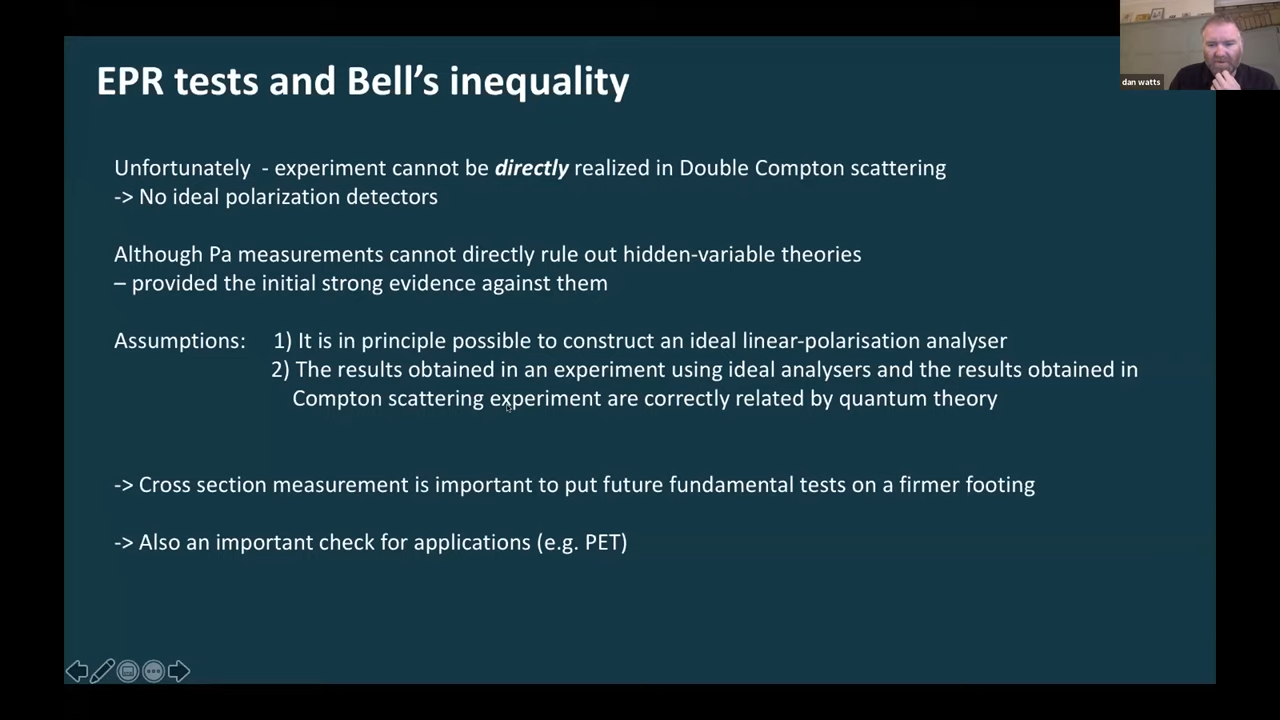 EPR tests and Bell's inequality
dan watts
Unfortunately  - experiment cannot be directly realized in Double Compton scattering
-> No ideal polarization detectors
Although Pa measurements cannot directly rule out hidden-variable theories
– provided the initial strong evidence against them
Assumptions: 1) It is in principle possible to construct an ideal linear-polarisation analyser
2) The results obtained in an experiment using ideal analysers and the results obtained in
Compton scattering experiment are correctly related by quantum theory
-> Cross section measurement is important to put future fundamental tests on a firmer footing
-> Also an important check for applications (e.g. PET)